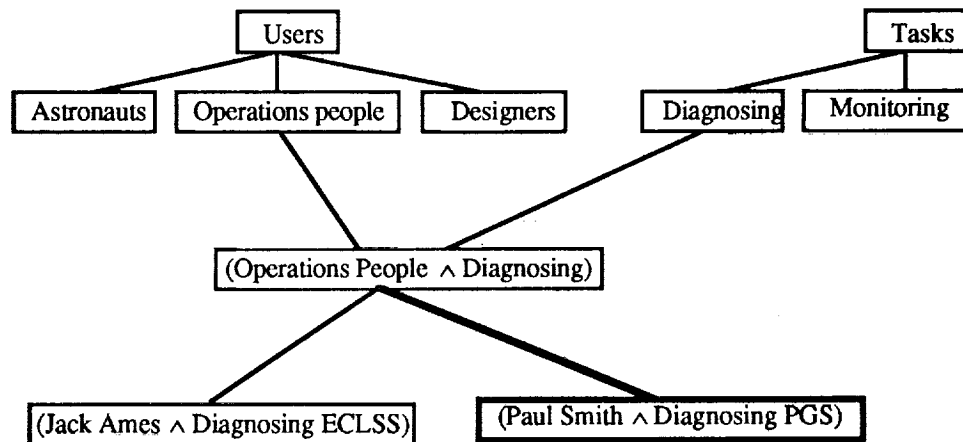 Users
Tasks
Astronauts
Operations people
Designers
Diagnosing
Monitoring
(Operations People ∧ Diagnosing)
(Jack Ames ∧ Diagnosing ECLSS)
(Paul Smith ∧ Diagnosing PGS)